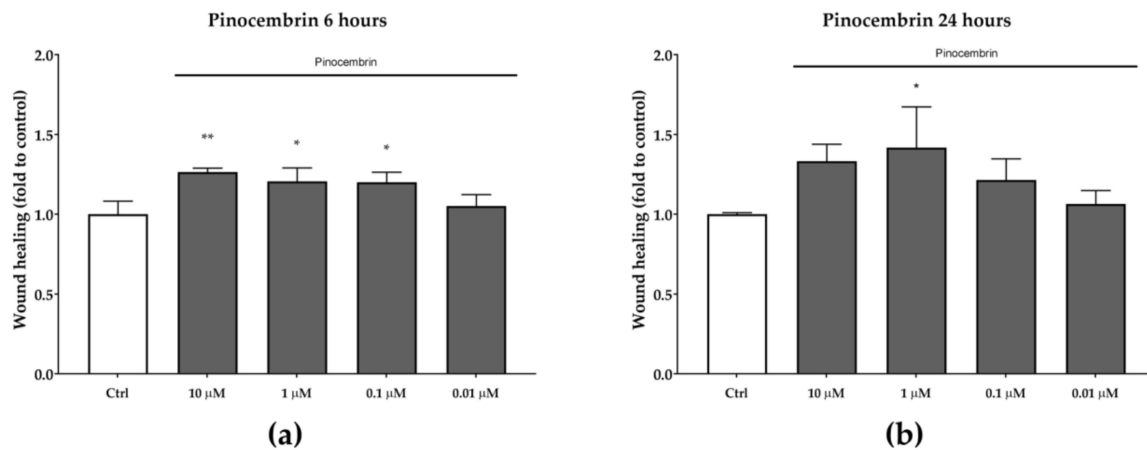 Pinocembrin 6 hours
Pinocembrin
Wound healing (fold to control)
2.0
1.5
1.0
0.5
0.0
**
*
*
Ctrl 10 μM 1 μM 0.1 μM 0.01 μM
(a)
Pinocembrin 24 hours
Pinocembrin
Wound healing (fold to control)
2.0
1.5
1.0
0.5
0.0
*
Ctrl 10 μM 1 μM 0.1 μM 0.01 μM
(b)